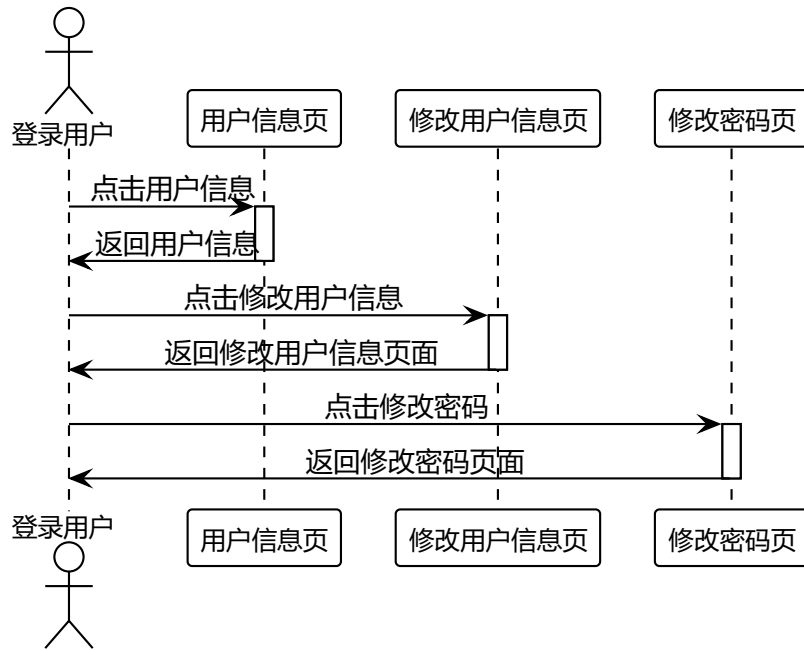 登录用户
用户信息页
修改用户信息页
修改密码页
点击用户信息
返回用户信息
点击修改用户信息
返回修改用户信息页面
点击修改密码
返回修改密码页面
登录用户
用户信息页
修改用户信息页
修改密码页